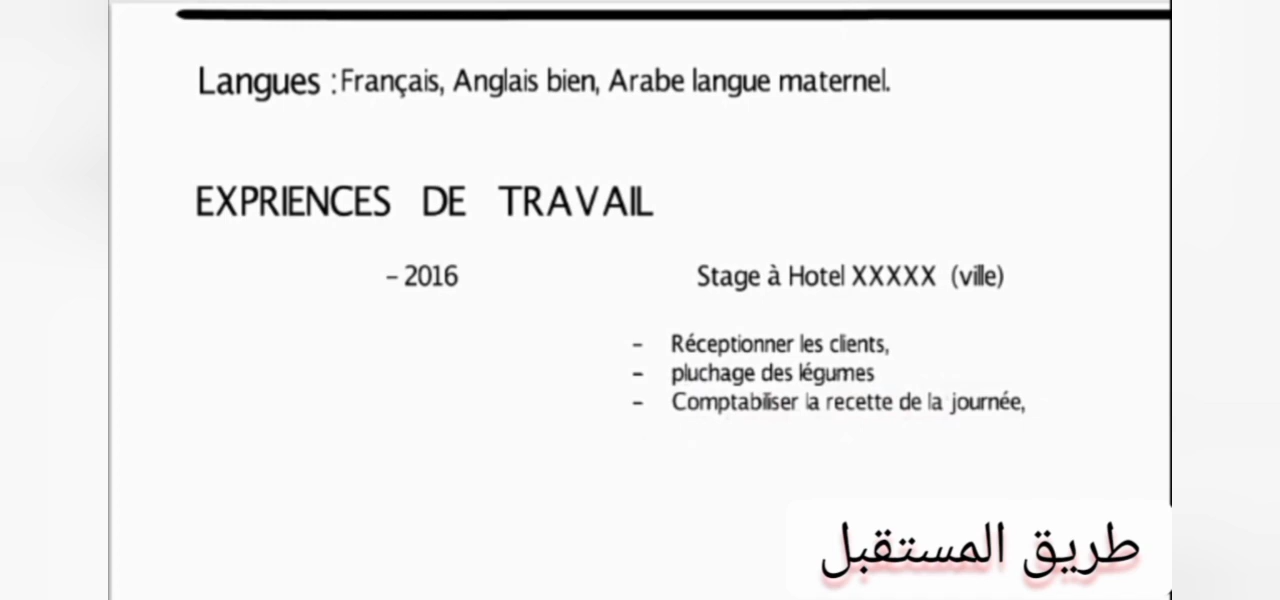 Langues : Français, Anglais bien, Arabe langue maternel.
EXPRIENCES DE TRAVAIL
– 2016 Stage à Hotel XXXXX (ville)
– Réceptionner les clients,
– pluchage des légumes
– Comptabiliser la recette de la journée,
طريق المستقبل